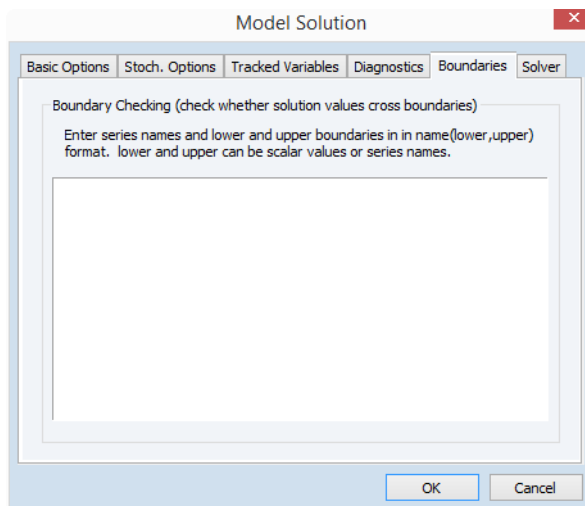 Model Solution
Basic Options Stoch. Options Tracked Variables Diagnostics Boundaries Solver
Boundary Checking (check whether solution values cross boundaries)
Enter series names and lower and upper boundaries in in name(lower,upper)
format. lower and upper can be scalar values or series names.
OK Cancel